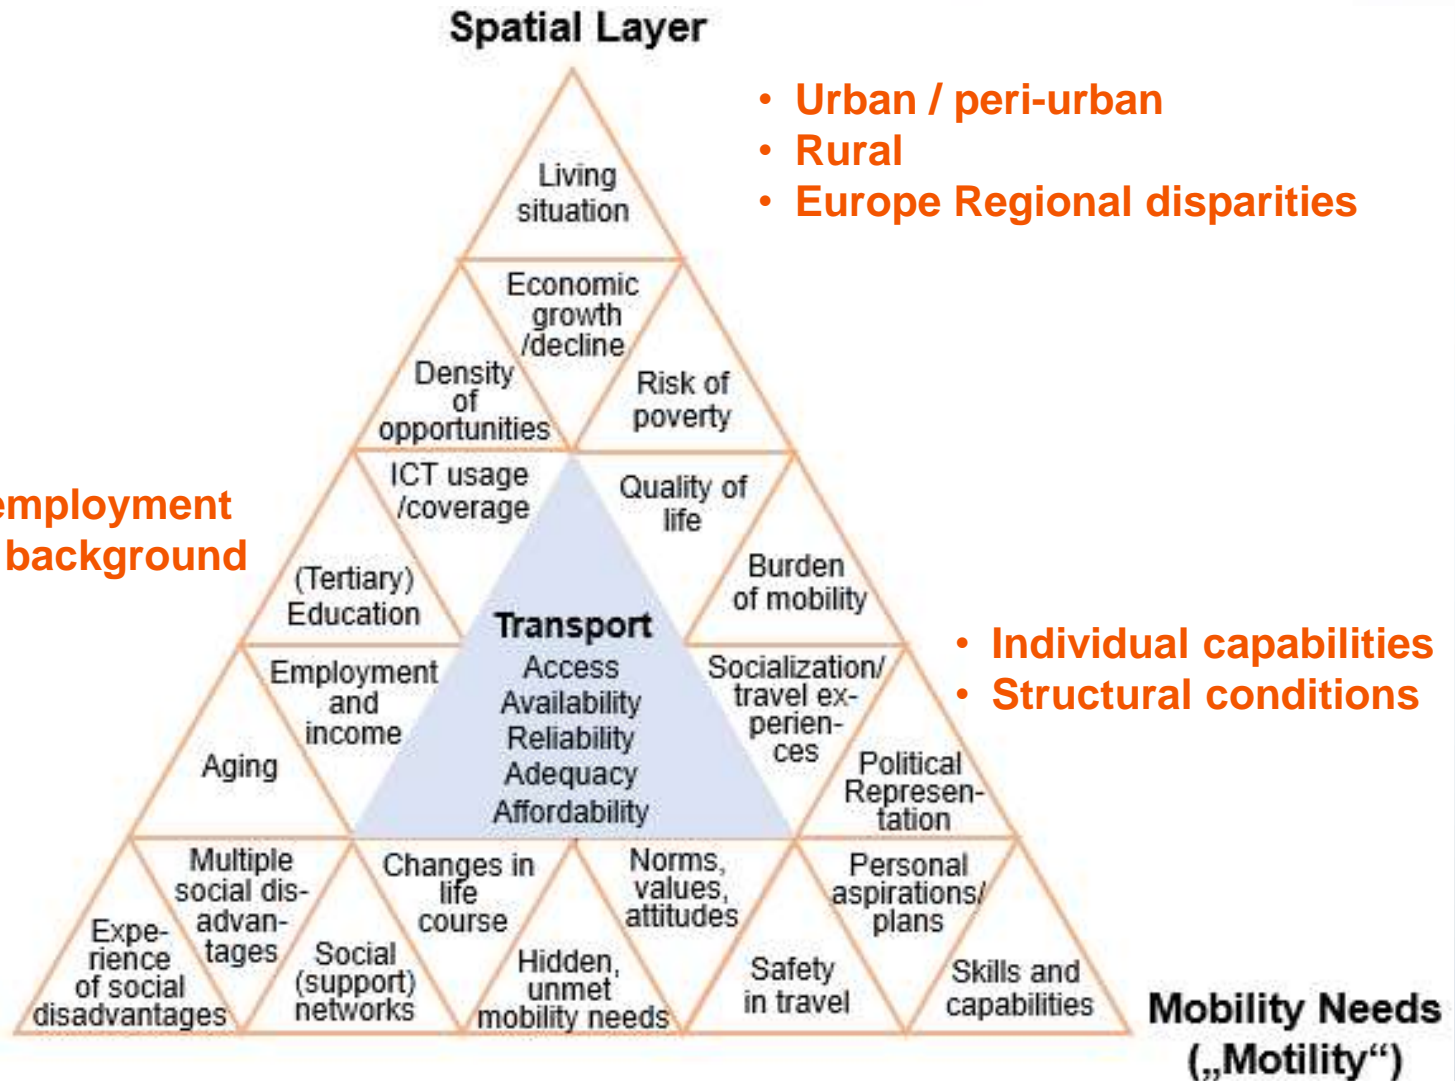 Spatial Layer
• Urban / peri-urban
• Rural
• Europe Regional disparities
Living
situation
Economic
growth
/decline
Density
of
opportunities
Risk of
poverty
ICT usage
/coverage
Quality of
life
employment
background
(Tertiary)
Education
Burden
of mobility
Transport
Access
Availability
Reliability
Adequacy
Affordability
Employment
and
income
Socialization/
travel ex-
perien-
ces
• Individual capabilities
• Structural conditions
Aging
Political
Represen-
tation
Multiple
social dis-
advan-
tages
Changes in
life
course
Norms,
values,
attitudes
Personal
aspirations/
plans
Expe-
rience
of social
disadvantages
Social
(support)
networks
Hidden,
unmet
mobility needs
Safety
in travel
Skills and
capabilities
Mobility Needs
(„Motility“)